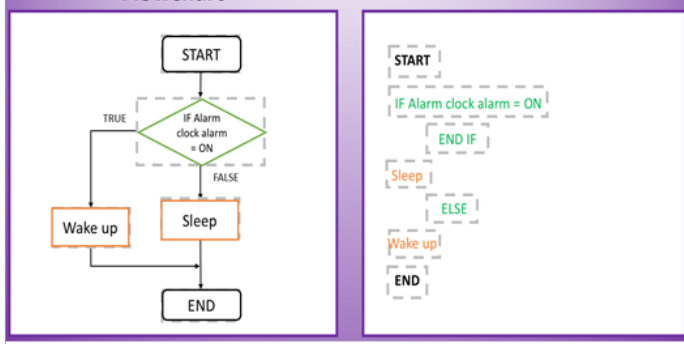 START
TRUE
IF Alarm
clock alarm
= ON
FALSE
Wake up
Sleep
END
START
IF Alarm clock alarm = ON
END IF
Sleep
ELSE
Wake up
END